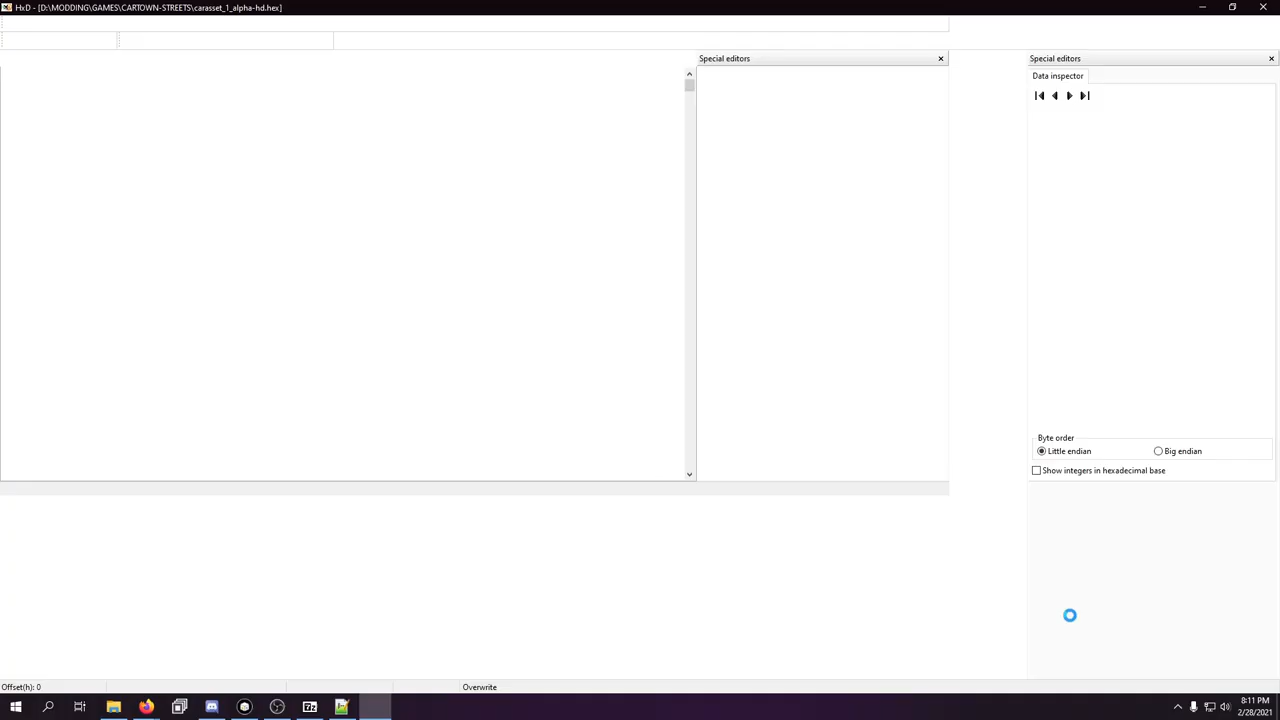 HxD - [D:\MODDING\GAMES\CARTOWN-STREETS\carasset_1_alpha-hd.hex]
Special editors
Special editors
Data inspector
Byte order
Little endian
Big endian
Show integers in hexadecimal base
Offset(h): 0
Overwrite
8:11 PM
2/28/2021